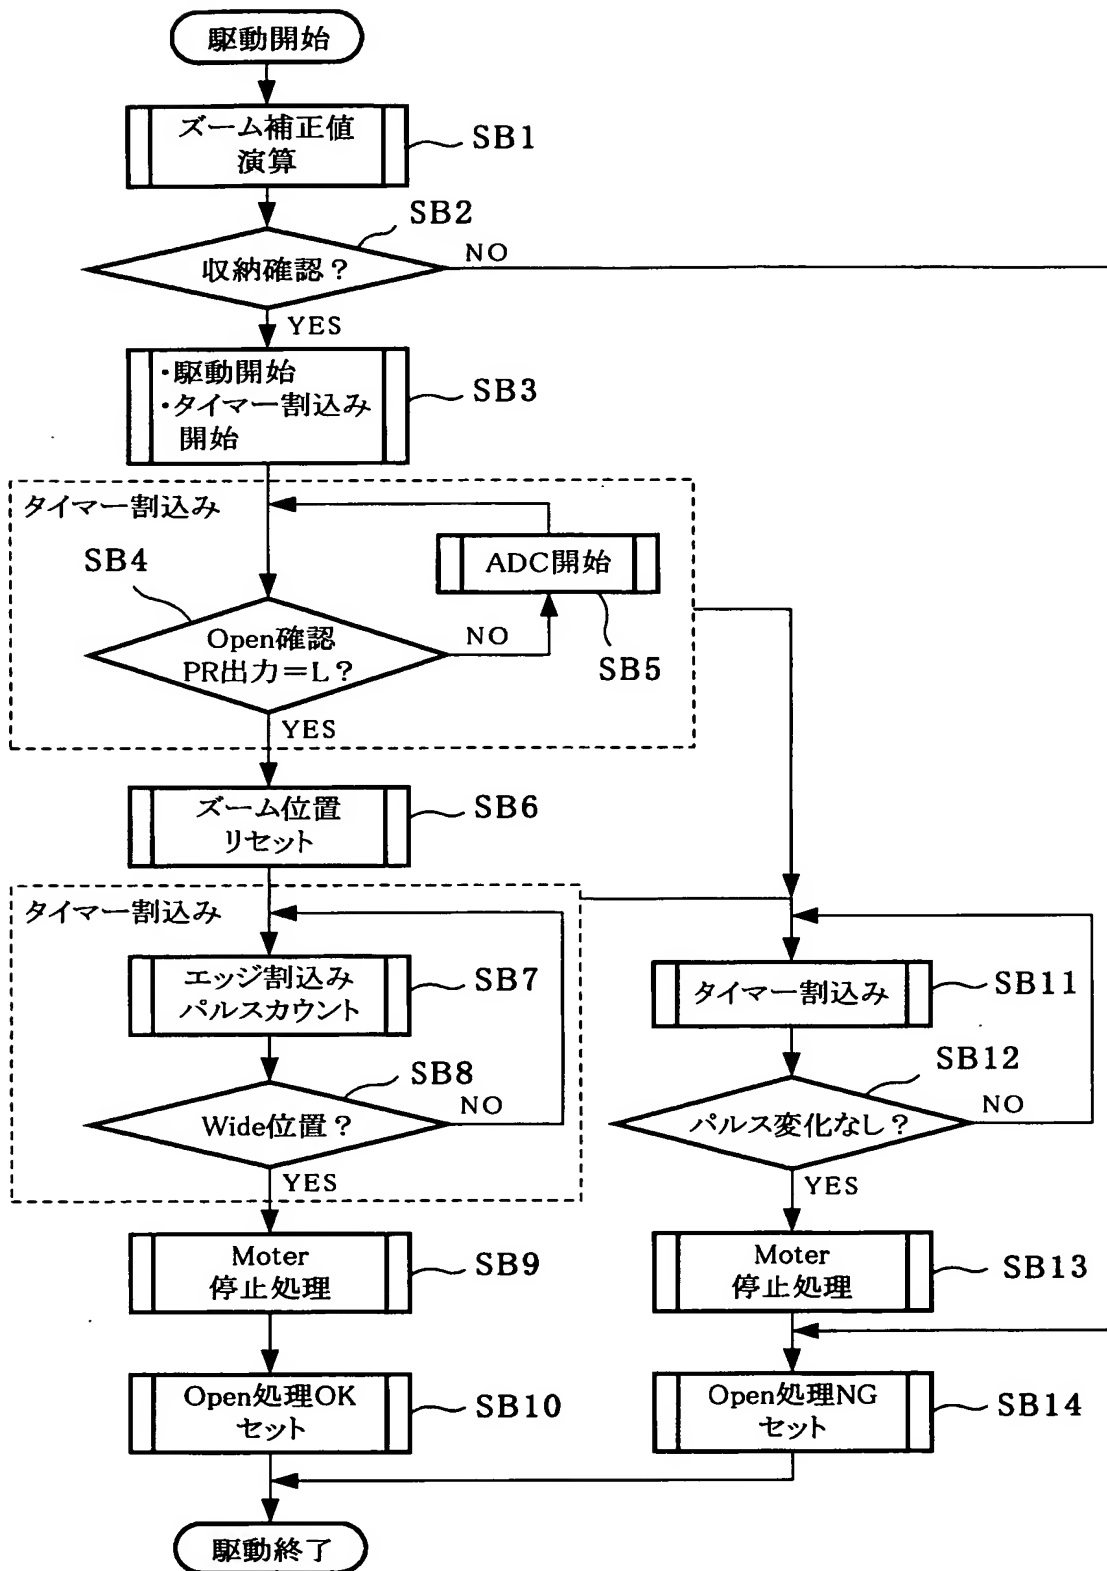 駆動開始
ズーム補正値
演算
SB1
SB2
収納確認？
NO
YES
・駆動開始
・タイマー割込み
開始
SB3
タイマー割込み
SB4
ADC開始
SB5
Open確認
PR出力＝L？
NO
YES
ズーム位置
リセット
SB6
タイマー割込み
エッジ割込み
パルスカウント
SB7
SB8
Wide位置？
NO
YES
タイマー割込み
SB11
SB12
パルス変化なし？
NO
YES
Moter
停止処理
SB9
Moter
停止処理
SB13
Open処理OK
セット
SB10
Open処理NG
セット
SB14
駆動終了